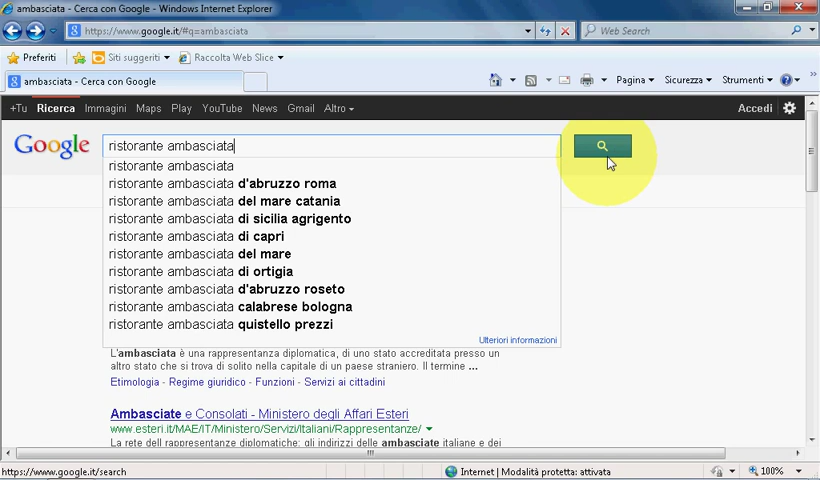 ambasciata - Cerca con Google - Windows Internet Explorer
https://www.google.it/#q=ambasciata
Web Search
Preferiti Siti suggeriti Raccolta Web Slice
ambasciata - Cerca con Google
Pagina Sicurezza Strumenti
+Tu Ricerca Immagini Maps Play YouTube News Gmail Altro Accedi
Google ristorante ambasciata
ristorante ambasciata
ristorante ambasciata d'abruzzo roma
ristorante ambasciata del mare catania
ristorante ambasciata di sicilia agrigento
ristorante ambasciata di capri
ristorante ambasciata del mare
ristorante ambasciata di ortigia
ristorante ambasciata d'abruzzo roseto
ristorante ambasciata calabrese bologna
ristorante ambasciata quistello prezzi
Ulteriori informazioni
L'ambasciata è una rappresentanza diplomatica, di uno stato accreditata presso un
altro stato che si trova di solito nella capitale di un paese straniero. Il termine ...
Etimologia - Regime giuridico - Funzioni - Servizi ai cittadini
Ambasciate e Consolati - Ministero degli Affari Esteri
www.esteri.it/MAE/IT/Ministero/Servizi/Italiani/Rappresentanze/
La rete dell rappresentanze diplomatiche: gli indirizzi delle ambasciate italiane e dei
https://www.google.it/search Internet | Modalità protetta: attivata 100%